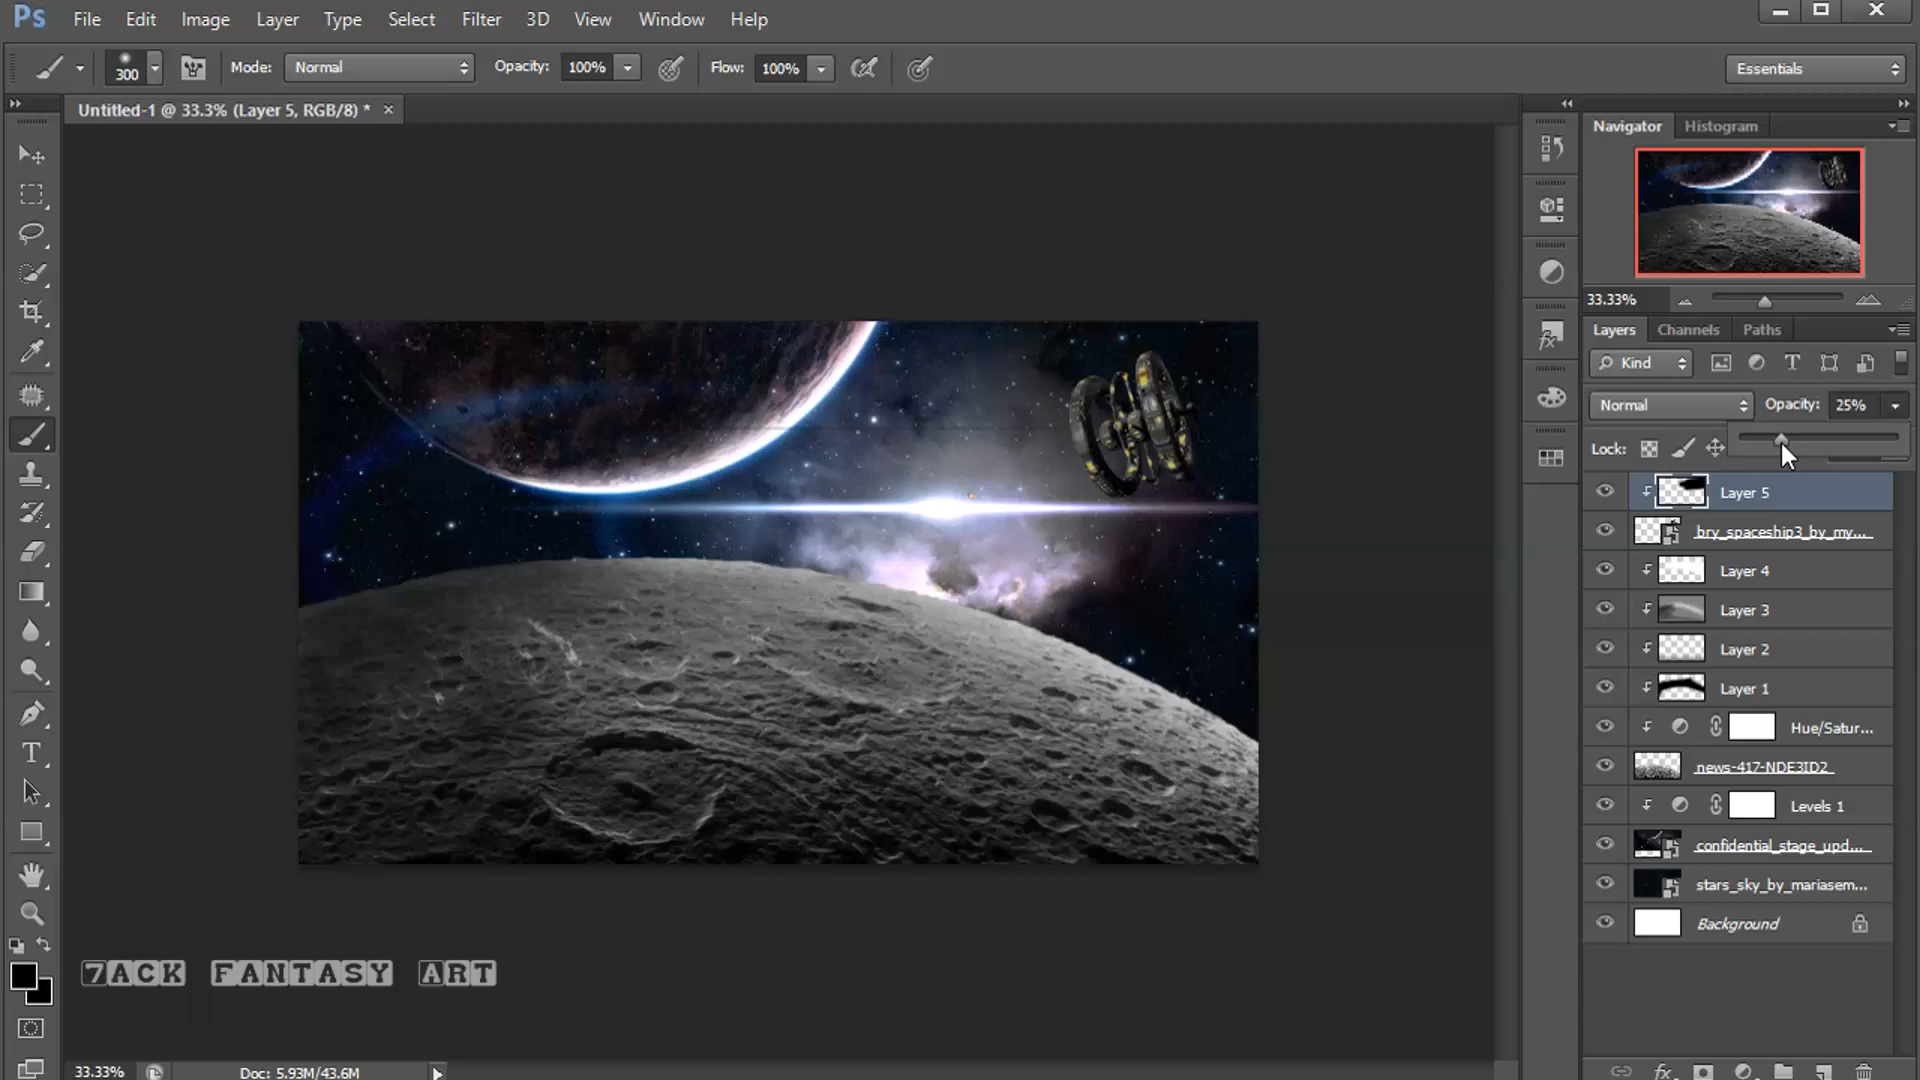 Ps File Edit Image Layer Type Select Filter 3D View Window Help
300 Mode: Normal Opacity: 100% Flow: 100% Essentials
Untitled-1 @ 33.3% (Layer 5, RGB/8) * ×
Navigator Histogram
33.33%
Layers Channels Paths
Kind
Normal Opacity: 25%
Lock:
Layer 5
bry_spaceship3_by_my...
Layer 4
Layer 3
Layer 2
Layer 1
Hue/Satur...
news-417-NDE3ID2
Levels 1
confidential_stage_upd...
stars_sky_by_mariasem...
Background
7ACK FANTASY ART
33.33% Doc: 5.93M/43.6M